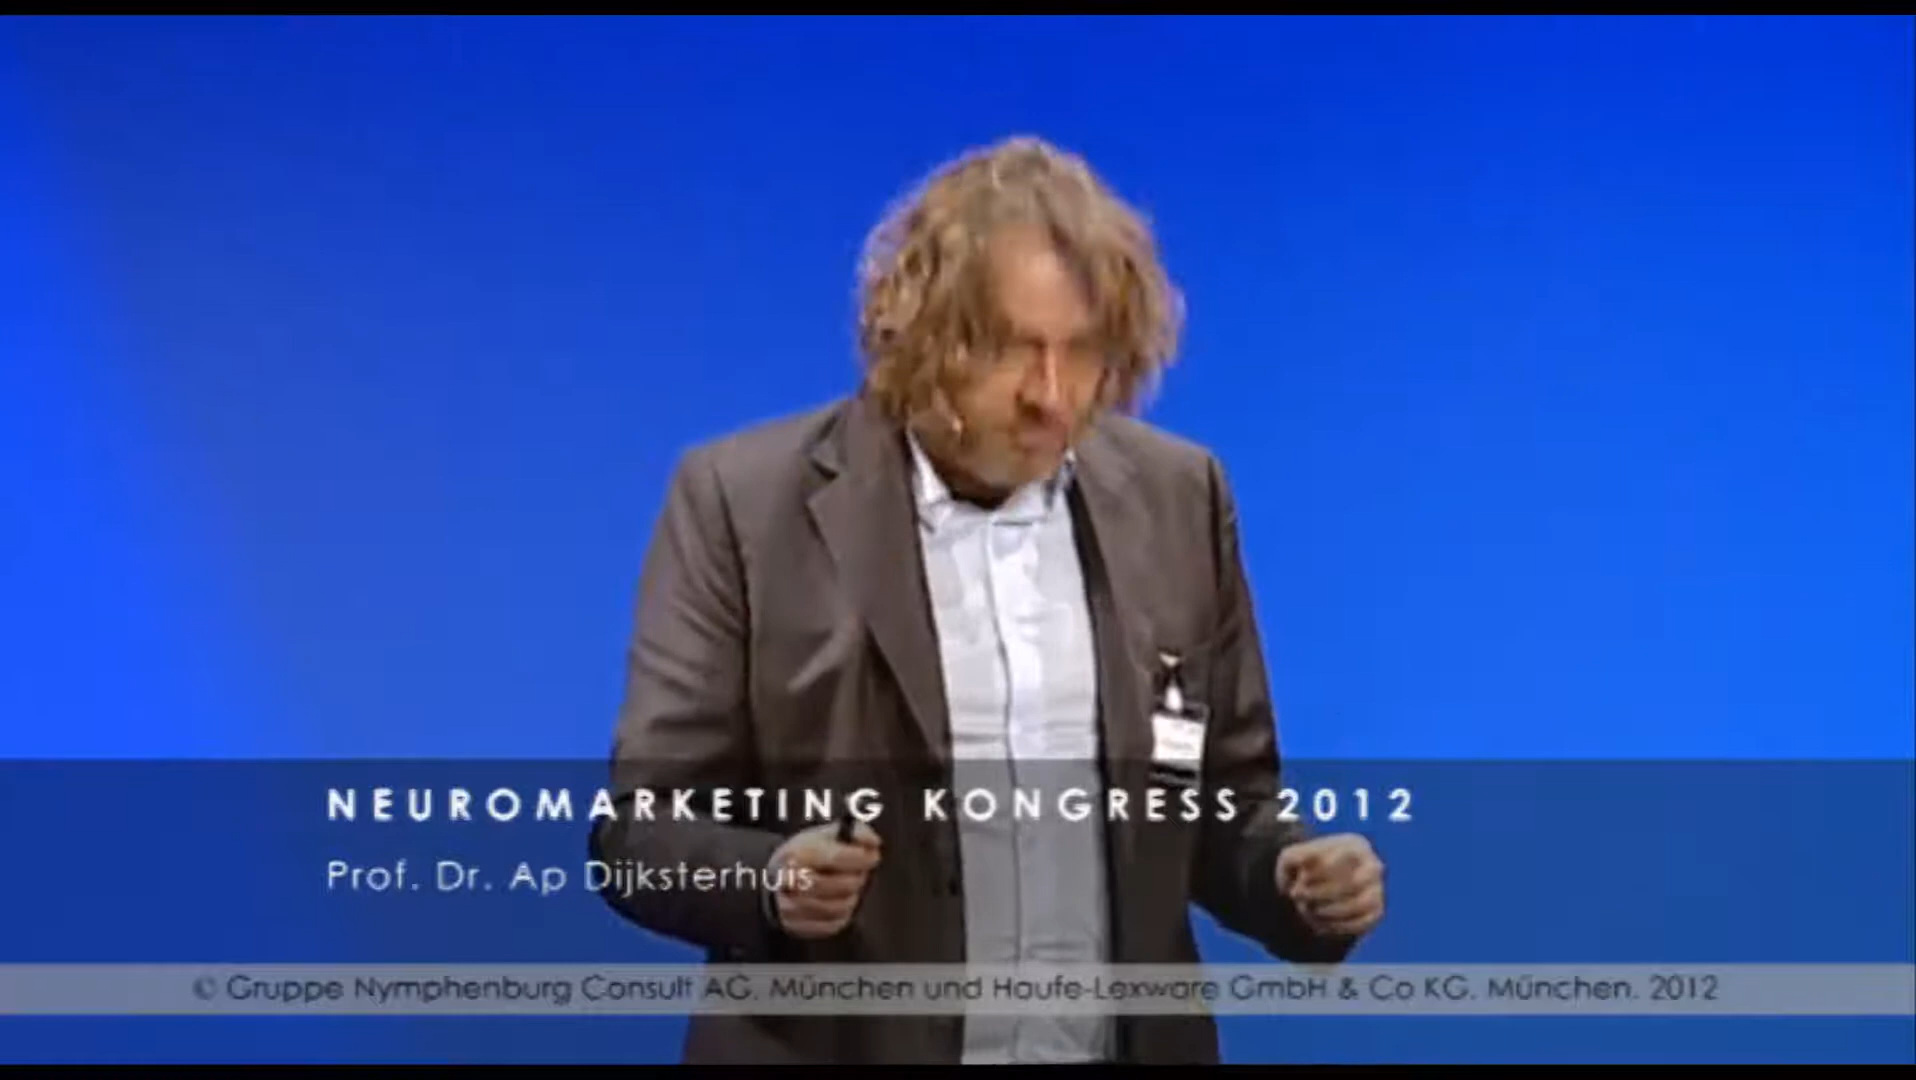 NEUROMARKETING KONGRESS 2012
Prof. Dr. Ap Dijksterhuis
© Gruppe Nymphenburg Consult AG, München und Haufe-Lexware GmbH & Co KG, München, 2012